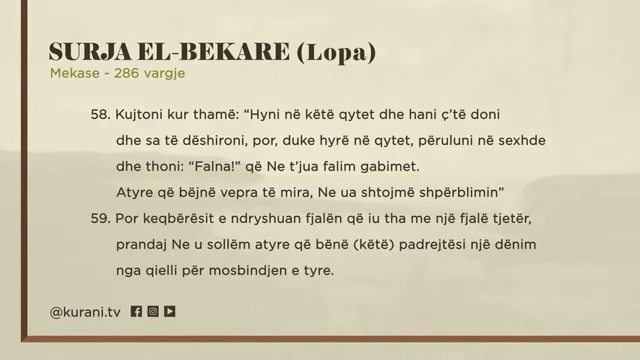 SURJA EL-BEKARE (Lopa)
Mekase - 286 vargje
58. Kujtoni kur thamë: “Hyni në këtë qytet dhe hani ç’të doni
dhe sa të dëshironi, por, duke hyrë në qytet, përuluni në sexhde
dhe thoni: “Falna!” që Ne t’jua falim gabimet.
Atyre që bëjnë vepra të mira, Ne ua shtojmë shpërblimin”
59. Por keqbërësit e ndryshuan fjalën që iu tha me një fjalë tjetër,
prandaj Ne u sollëm atyre që bënë (këtë) padrejtësi një dënim
nga qielli për mosbindjen e tyre.
@kurani.tv